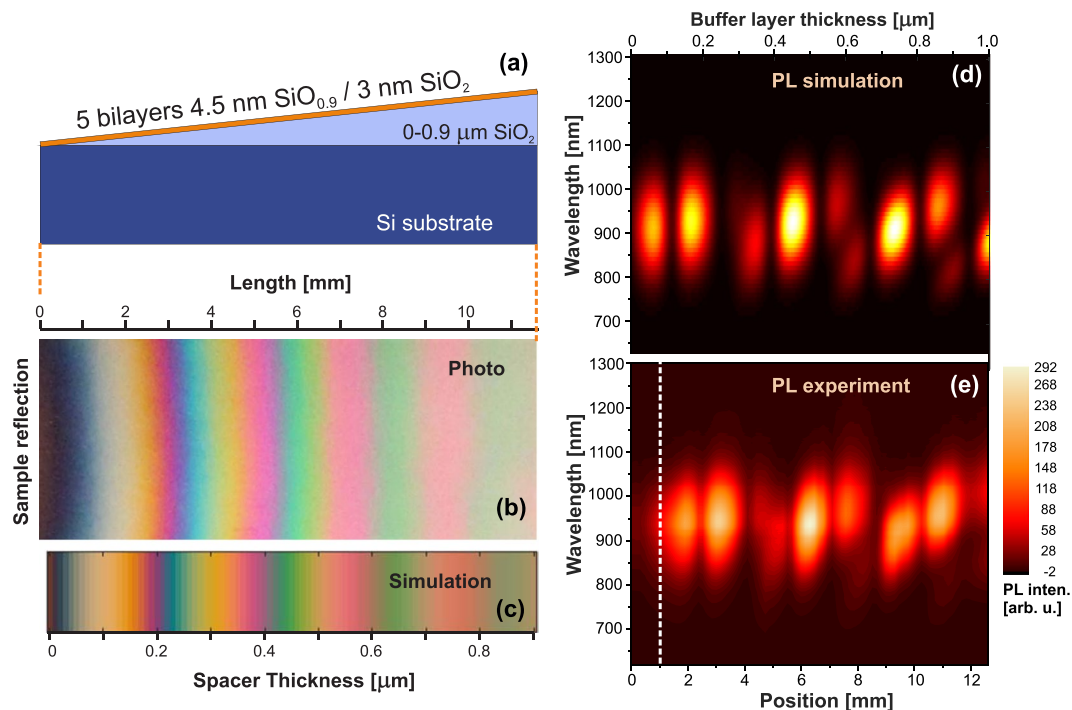 (a)
5 bilayers 4.5 nm SiO0.9 / 3 nm SiO2
0-0.9 μm SiO2
Si substrate
Length [mm]
0 2 4 6 8 10
Sample reflection
Photo
(b)
Simulation
(c)
0 0.2 0.4 0.6 0.8
Spacer Thickness [μm]
Buffer layer thickness [μm]
0 0.2 0.4 0.6 0.8 1.0
PL simulation
(d)
Wavelength [nm]
1300
1200
1100
1000
900
800
700
PL experiment
(e)
Wavelength [nm]
1300
1200
1100
1000
900
800
700
0 2 4 6 8 10 12
Position [mm]
292
268
238
208
178
148
118
88
58
28
-2
PL inten.
[arb. u.]